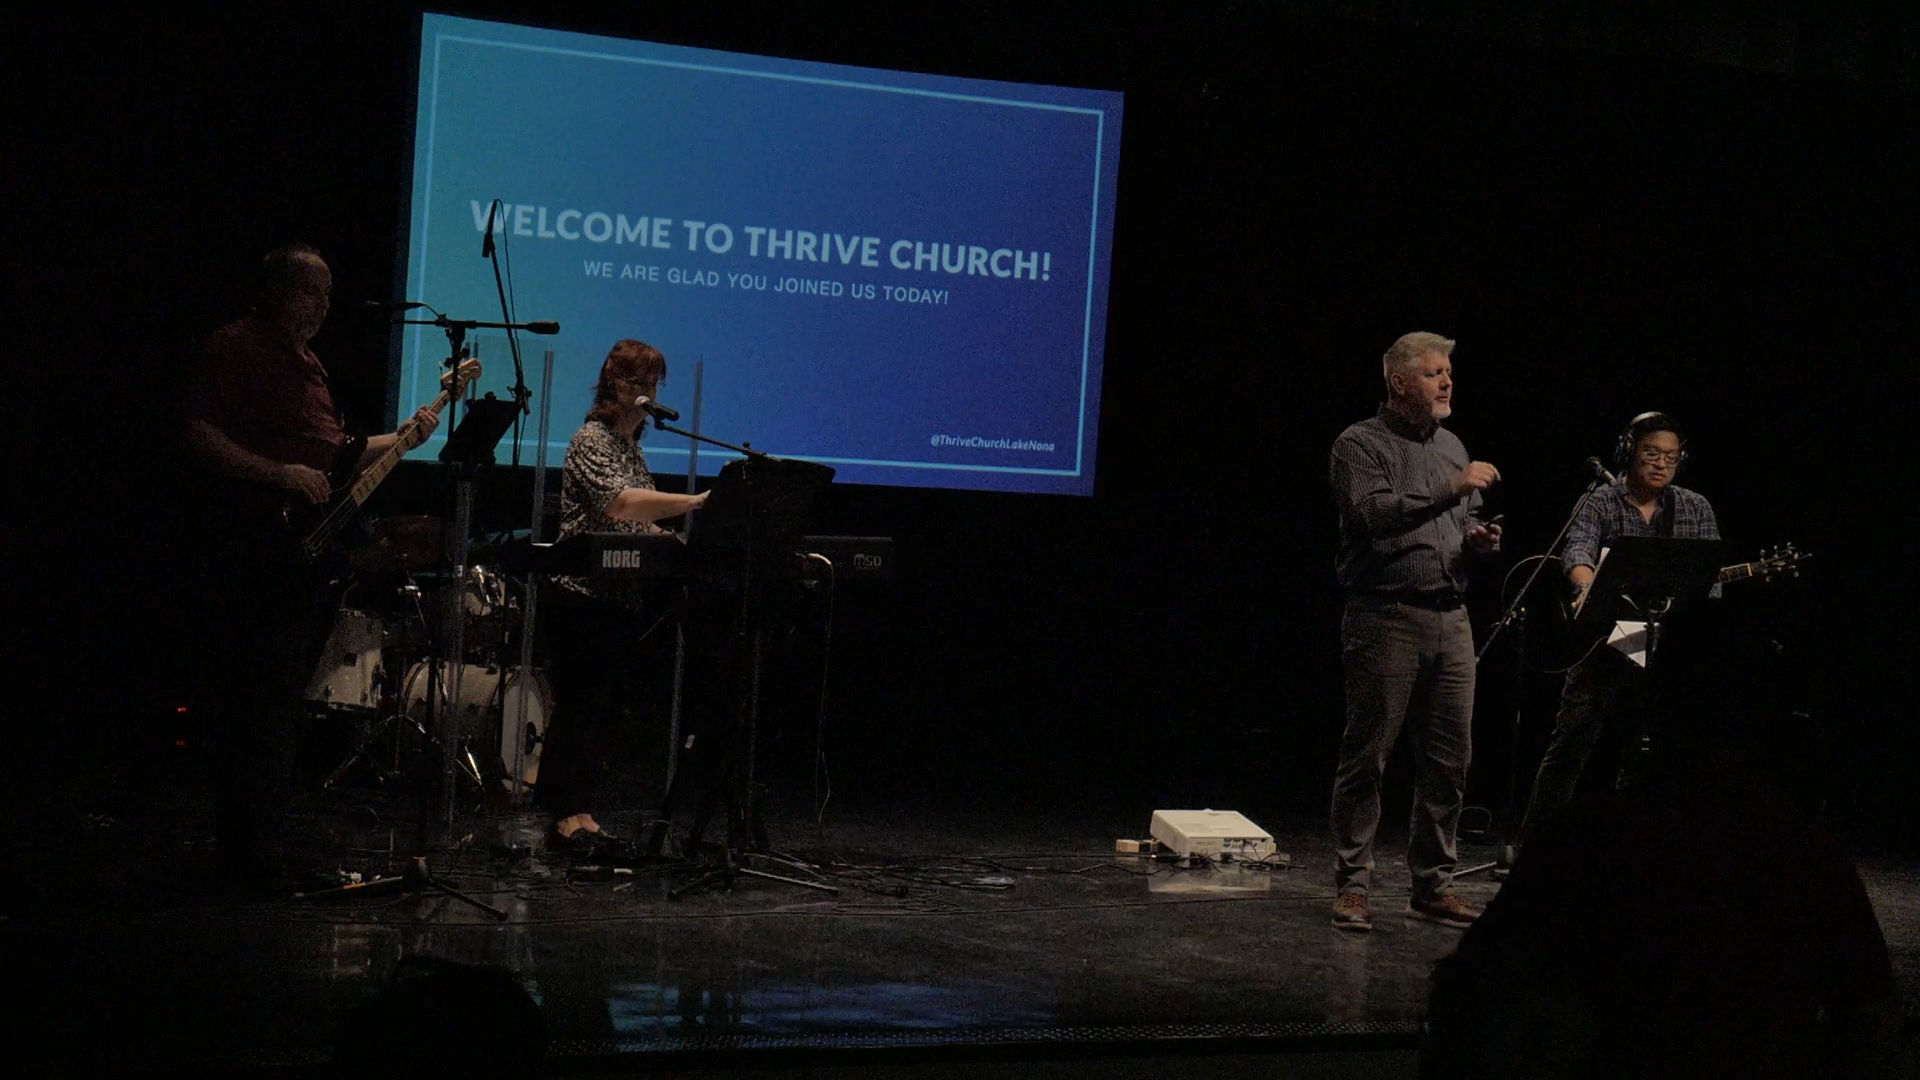 WELCOME TO THRIVE CHURCH!
WE ARE GLAD YOU JOINED US TODAY!
@ThriveChurchLakeNona
KORG